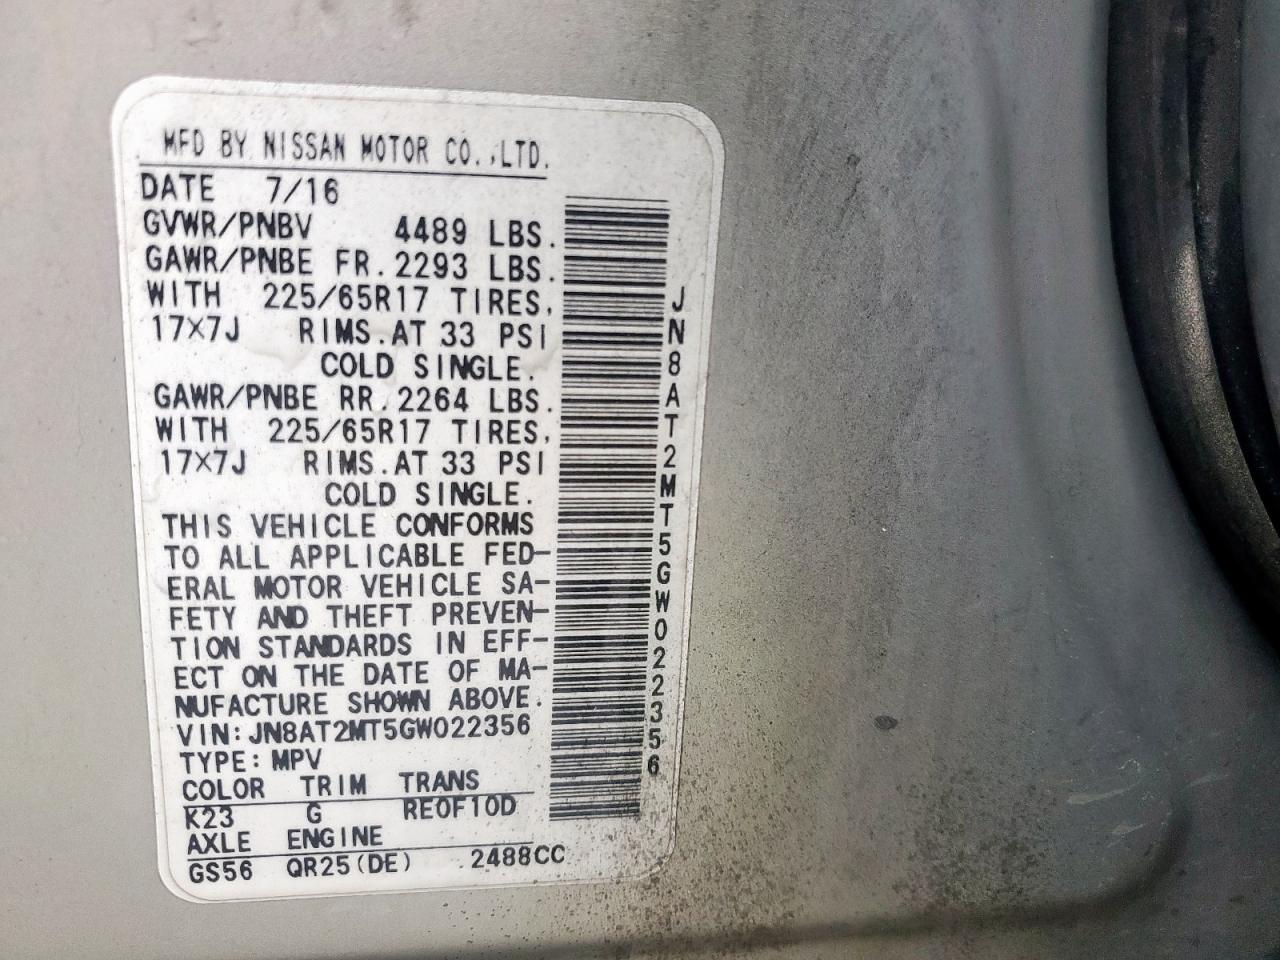 MFD BY NISSAN MOTOR CO.,LTD.
DATE 7/16
GVWR/PNBV 4489 LBS.
GAWR/PNBE FR.2293 LBS.
WITH 225/65R17 TIRES,
17×7J RIMS.AT 33 PSI
COLD SINGLE.
GAWR/PNBE RR.2264 LBS.
WITH 225/65R17 TIRES,
17×7J RIMS.AT 33 PSI
COLD SINGLE.
THIS VEHICLE CONFORMS
TO ALL APPLICABLE FED-
ERAL MOTOR VEHICLE SA-
FETY AND THEFT PREVEN-
TION STANDARDS IN EFF-
ECT ON THE DATE OF MA-
NUFACTURE SHOWN ABOVE.
VIN:JN8AT2MT5GW022356
TYPE:MPV
COLOR TRIM TRANS
K23 G RE0F10D
AXLE ENGINE
GS56 QR25(DE) 2488CC
JN8AT2MT5GW022356